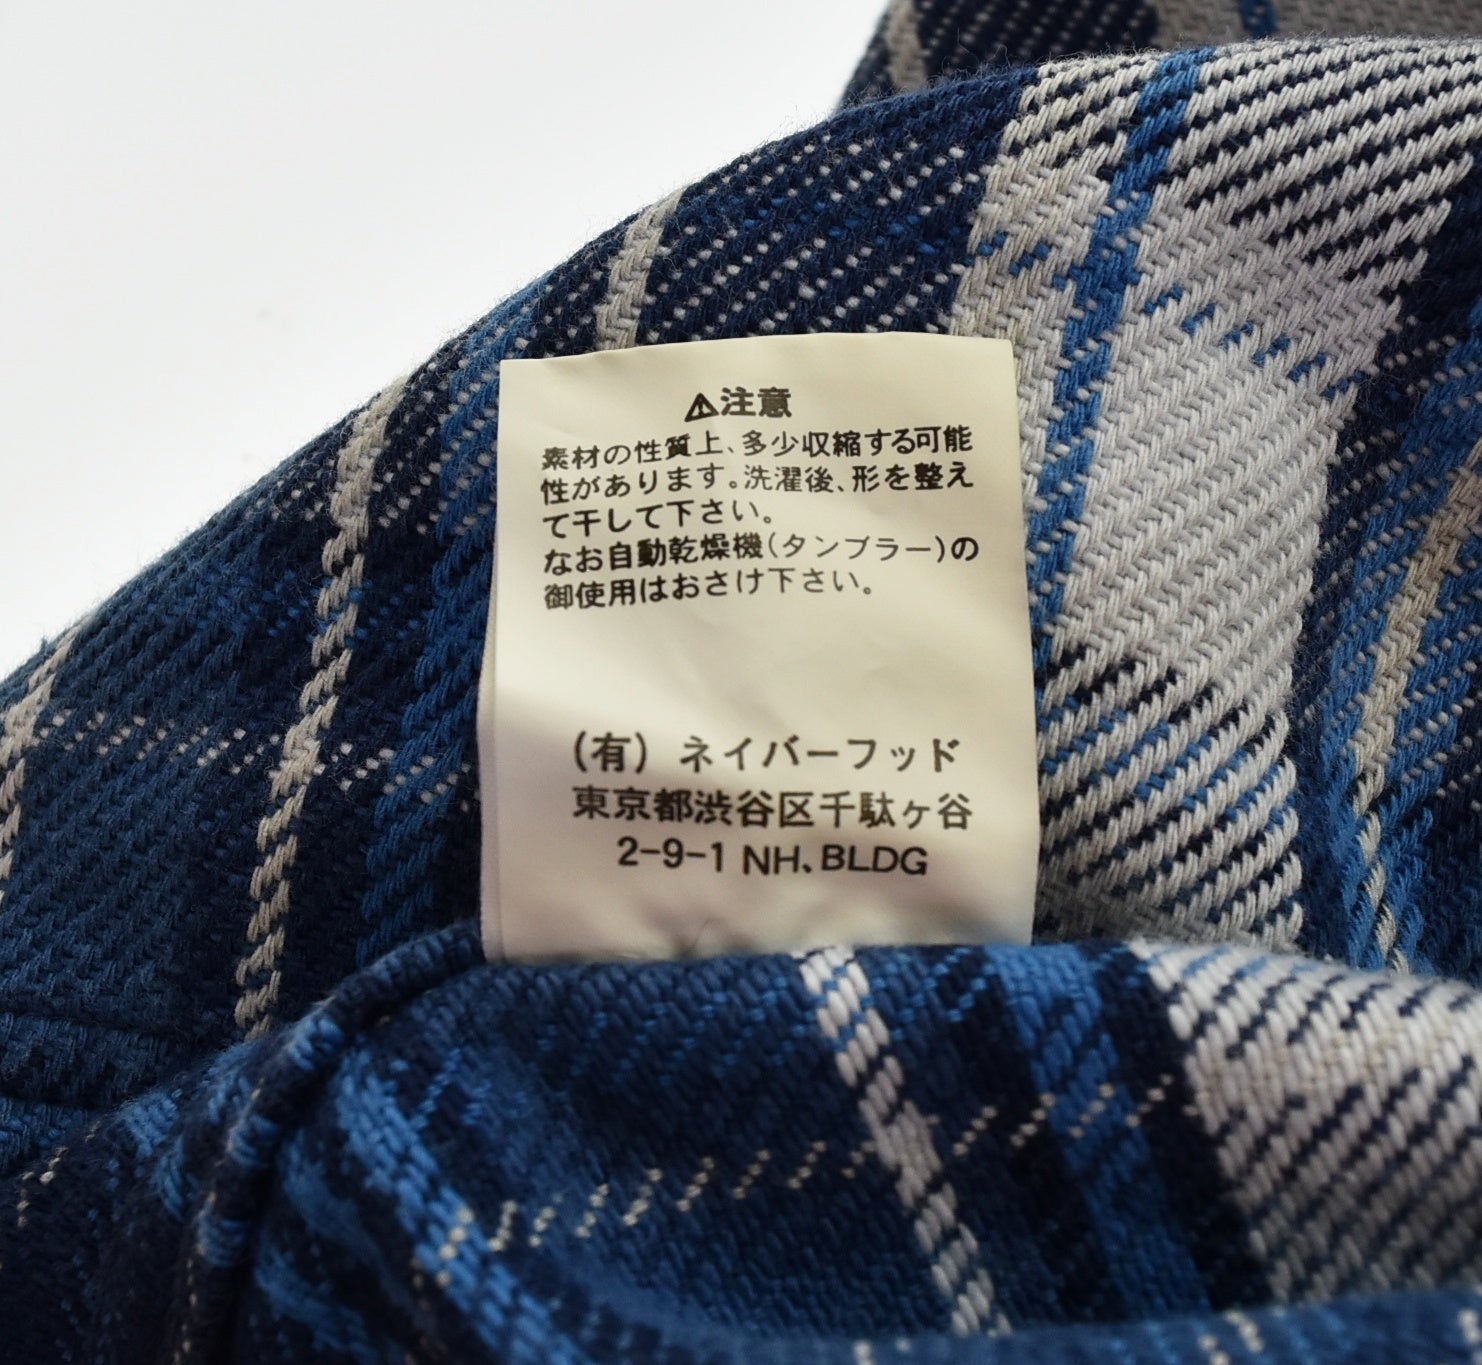 ⚠注意
素材の性質上、多少収縮する可能
性があります。洗濯後、形を整え
て干して下さい。
なお自動乾燥機(タンブラー)の
御使用はおさけ下さい。
(有) ネイバーフッド
東京都渋谷区千駄ヶ谷
2-9-1 NH、BLDG